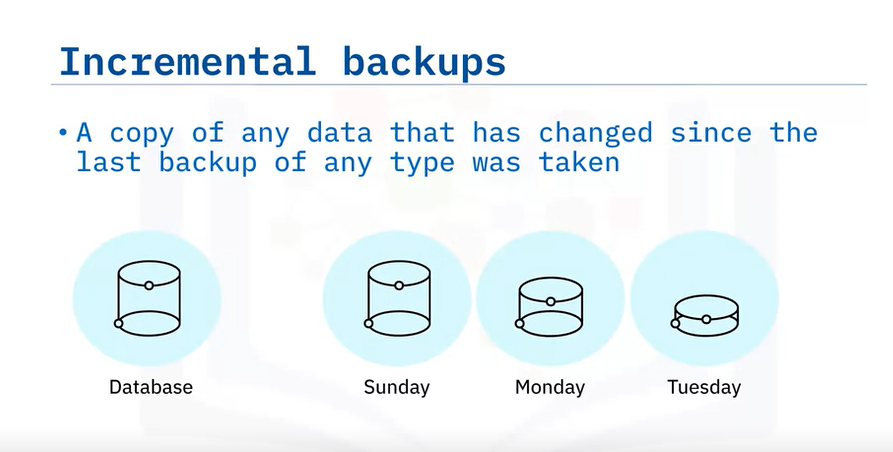 Incremental backups
• A copy of any data that has changed since the
last backup of any type was taken
Database Sunday Monday Tuesday